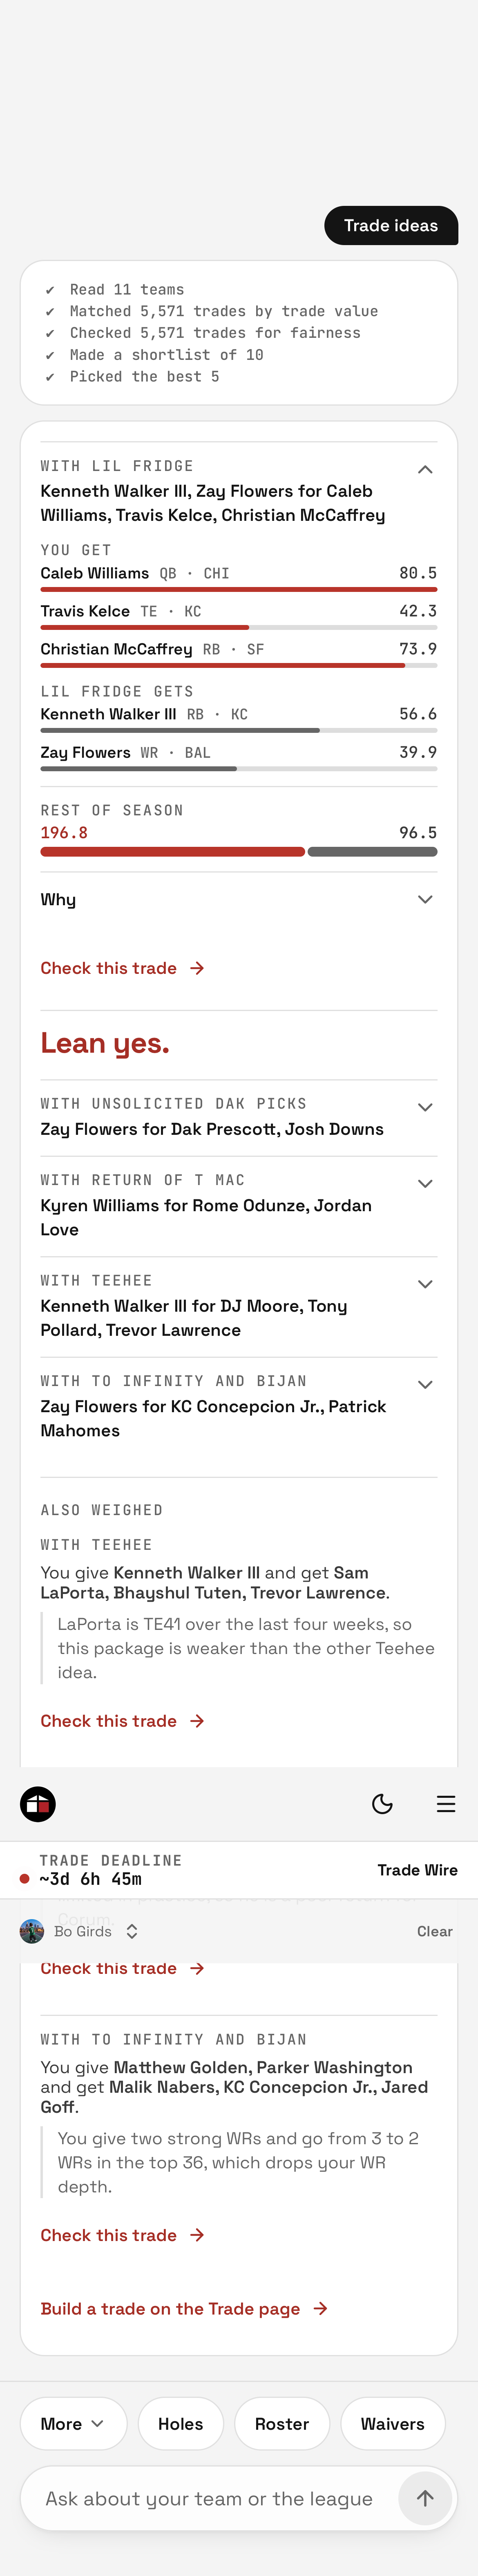 Trade ideas
✔ Read 11 teams
✔ Matched 5,571 trades by trade value
✔ Checked 5,571 trades for fairness
✔ Made a shortlist of 10
✔ Picked the best 5
WITH LIL FRIDGE
Kenneth Walker III, Zay Flowers for Caleb
Williams, Travis Kelce, Christian McCaffrey
YOU GET
Caleb Williams QB · CHI 80.5
Travis Kelce TE · KC 42.3
Christian McCaffrey RB · SF 73.9
LIL FRIDGE GETS
Kenneth Walker III RB · KC 56.6
Zay Flowers WR · BAL 39.9
REST OF SEASON
196.8 96.5
Why
Check this trade →
Lean yes.
WITH UNSOLICITED DAK PICKS
Zay Flowers for Dak Prescott, Josh Downs
WITH RETURN OF T MAC
Kyren Williams for Rome Odunze, Jordan
Love
WITH TEEHEE
Kenneth Walker III for DJ Moore, Tony
Pollard, Trevor Lawrence
WITH TO INFINITY AND BIJAN
Zay Flowers for KC Concepcion Jr., Patrick
Mahomes
ALSO WEIGHED
WITH TEEHEE
You give Kenneth Walker III and get Sam
LaPorta, Bhayshul Tuten, Trevor Lawrence.
LaPorta is TE41 over the last four weeks, so
this package is weaker than the other Teehee
idea.
Check this trade →
TRADE DEADLINE
~3d 6h 45m
Trade Wire
Corum.
Bo Girds
Clear
Check this trade →
WITH TO INFINITY AND BIJAN
You give Matthew Golden, Parker Washington
and get Malik Nabers, KC Concepcion Jr., Jared
Goff.
You give two strong WRs and go from 3 to 2
WRs in the top 36, which drops your WR
depth.
Check this trade →
Build a trade on the Trade page →
More
Holes
Roster
Waivers
Ask about your team or the league